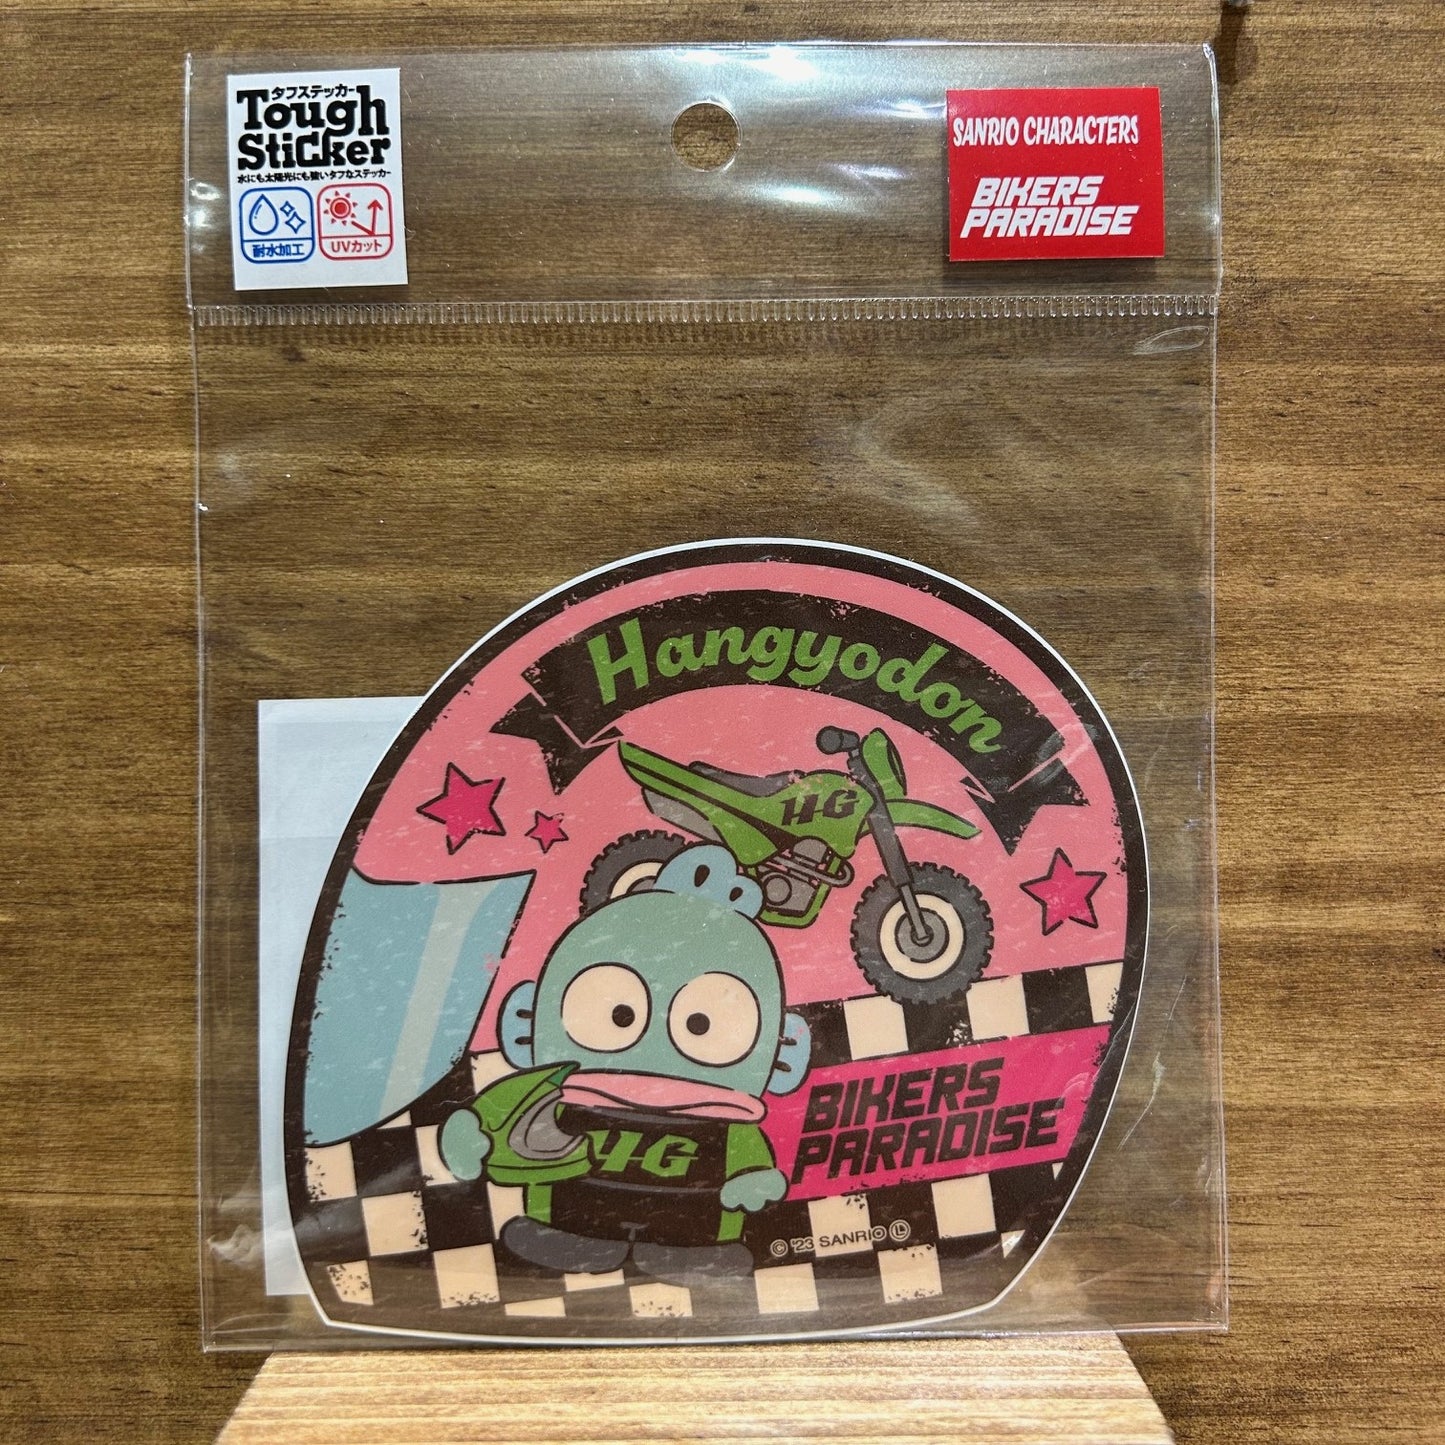 タフステッカー
Tough
Sticker
水にも太陽光にも強いタフなステッカー
耐水加工
UVカット
SANRIO CHARACTERS
BIKERS
PARADISE
Hangyodon
HG
HG
BIKERS
PARADISE
© '23 SANRIO Ⓛ